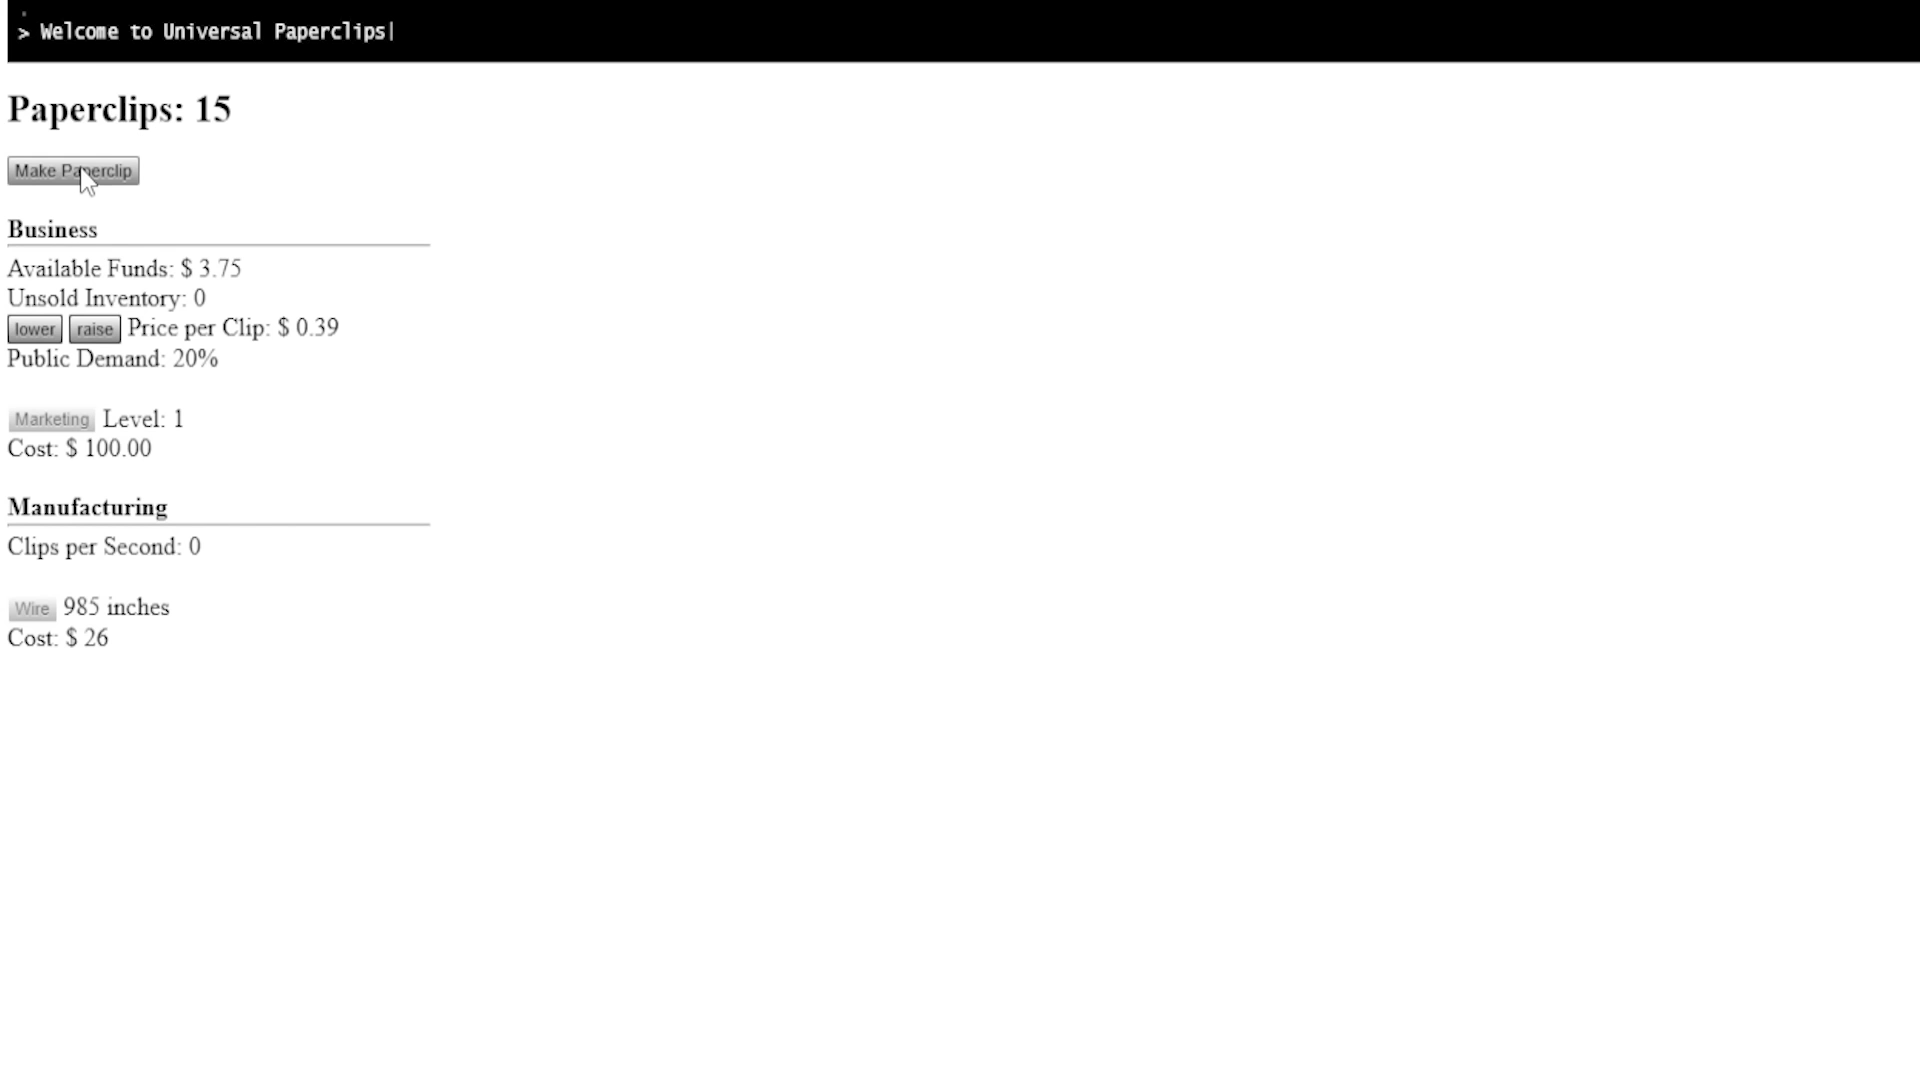 > Welcome to Universal Paperclips|
Paperclips: 15
Make Paperclip
Business
Available Funds: $ 3.75
Unsold Inventory: 0
lower raise Price per Clip: $ 0.39
Public Demand: 20%
Marketing Level: 1
Cost: $ 100.00
Manufacturing
Clips per Second: 0
Wire 985 inches
Cost: $ 26